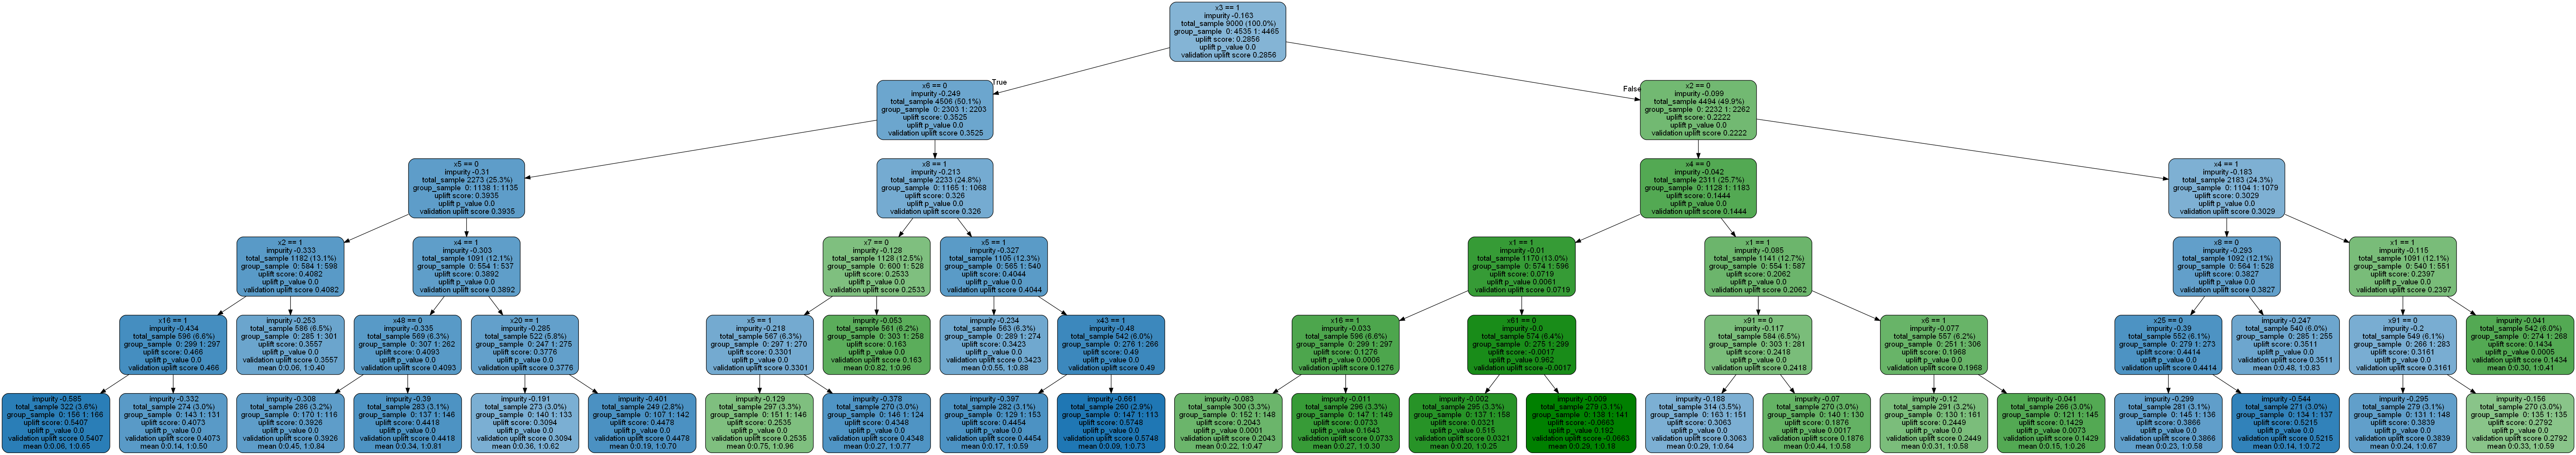 x3 == 1
impurity -0.163
total_sample 9000 (100.0%)
group_sample 0: 4535 1: 4465
uplift score: 0.2856
uplift p_value 0.0
validation uplift score 0.2856
True
False
x6 == 0
impurity -0.249
total_sample 4506 (50.1%)
group_sample 0: 2303 1: 2203
uplift score: 0.3525
uplift p_value 0.0
validation uplift score 0.3525
x2 == 0
impurity -0.099
total_sample 4494 (49.9%)
group_sample 0: 2232 1: 2262
uplift score: 0.2222
uplift p_value 0.0
validation uplift score 0.2222
x5 == 0
impurity -0.31
total_sample 2273 (25.3%)
group_sample 0: 1138 1: 1135
uplift score: 0.3935
uplift p_value 0.0
validation uplift score 0.3935
x8 == 1
impurity -0.213
total_sample 2233 (24.8%)
group_sample 0: 1165 1: 1068
uplift score: 0.326
uplift p_value 0.0
validation uplift score 0.326
x4 == 0
impurity -0.042
total_sample 2311 (25.7%)
group_sample 0: 1128 1: 1183
uplift score: 0.1444
uplift p_value 0.0
validation uplift score 0.1444
x4 == 1
impurity -0.183
total_sample 2183 (24.3%)
group_sample 0: 1104 1: 1079
uplift score: 0.3029
uplift p_value 0.0
validation uplift score 0.3029
x2 == 1
impurity -0.333
total_sample 1182 (13.1%)
group_sample 0: 584 1: 598
uplift score: 0.4082
uplift p_value 0.0
validation uplift score 0.4082
x4 == 1
impurity -0.303
total_sample 1091 (12.1%)
group_sample 0: 554 1: 537
uplift score: 0.3892
uplift p_value 0.0
validation uplift score 0.3892
x7 == 0
impurity -0.128
total_sample 1128 (12.5%)
group_sample 0: 600 1: 528
uplift score: 0.2533
uplift p_value 0.0
validation uplift score 0.2533
x5 == 1
impurity -0.327
total_sample 1105 (12.3%)
group_sample 0: 565 1: 540
uplift score: 0.4044
uplift p_value 0.0
validation uplift score 0.4044
x1 == 1
impurity -0.01
total_sample 1170 (13.0%)
group_sample 0: 574 1: 596
uplift score: 0.0719
uplift p_value 0.0061
validation uplift score 0.0719
x1 == 1
impurity -0.085
total_sample 1141 (12.7%)
group_sample 0: 554 1: 587
uplift score: 0.2062
uplift p_value 0.0
validation uplift score 0.2062
x8 == 0
impurity -0.293
total_sample 1092 (12.1%)
group_sample 0: 564 1: 528
uplift score: 0.3827
uplift p_value 0.0
validation uplift score 0.3827
x1 == 1
impurity -0.115
total_sample 1091 (12.1%)
group_sample 0: 540 1: 551
uplift score: 0.2397
uplift p_value 0.0
validation uplift score 0.2397
x16 == 1
impurity -0.434
total_sample 596 (6.6%)
group_sample 0: 299 1: 297
uplift score: 0.466
uplift p_value 0.0
validation uplift score 0.466
impurity -0.253
total_sample 586 (6.5%)
group_sample 0: 285 1: 301
uplift score: 0.3557
uplift p_value 0.0
validation uplift score 0.3557
mean 0:0.06, 1:0.40
x48 == 0
impurity -0.335
total_sample 569 (6.3%)
group_sample 0: 307 1: 262
uplift score: 0.4093
uplift p_value 0.0
validation uplift score 0.4093
x20 == 1
impurity -0.285
total_sample 522 (5.8%)
group_sample 0: 247 1: 275
uplift score: 0.3776
uplift p_value 0.0
validation uplift score 0.3776
x5 == 1
impurity -0.218
total_sample 567 (6.3%)
group_sample 0: 297 1: 270
uplift score: 0.3301
uplift p_value 0.0
validation uplift score 0.3301
impurity -0.053
total_sample 561 (6.2%)
group_sample 0: 303 1: 258
uplift score: 0.163
uplift p_value 0.0
validation uplift score 0.163
mean 0:0.82, 1:0.96
impurity -0.234
total_sample 563 (6.3%)
group_sample 0: 289 1: 274
uplift score: 0.3423
uplift p_value 0.0
validation uplift score 0.3423
mean 0:0.55, 1:0.88
x43 == 1
impurity -0.48
total_sample 542 (6.0%)
group_sample 0: 276 1: 266
uplift score: 0.49
uplift p_value 0.0
validation uplift score 0.49
x16 == 1
impurity -0.033
total_sample 596 (6.6%)
group_sample 0: 299 1: 297
uplift score: 0.1276
uplift p_value 0.0006
validation uplift score 0.1276
x61 == 0
impurity -0.0
total_sample 574 (6.4%)
group_sample 0: 275 1: 299
uplift score: -0.0017
uplift p_value 0.962
validation uplift score -0.0017
x91 == 0
impurity -0.117
total_sample 584 (6.5%)
group_sample 0: 303 1: 281
uplift score: 0.2418
uplift p_value 0.0
validation uplift score 0.2418
x6 == 1
impurity -0.077
total_sample 557 (6.2%)
group_sample 0: 251 1: 306
uplift score: 0.1968
uplift p_value 0.0
validation uplift score 0.1968
x25 == 0
impurity -0.39
total_sample 552 (6.1%)
group_sample 0: 279 1: 273
uplift score: 0.4414
uplift p_value 0.0
validation uplift score 0.4414
impurity -0.247
total_sample 540 (6.0%)
group_sample 0: 285 1: 255
uplift score: 0.3511
uplift p_value 0.0
validation uplift score 0.3511
mean 0:0.48, 1:0.83
x91 == 0
impurity -0.2
total_sample 549 (6.1%)
group_sample 0: 266 1: 283
uplift score: 0.3161
uplift p_value 0.0
validation uplift score 0.3161
impurity -0.041
total_sample 542 (6.0%)
group_sample 0: 274 1: 268
uplift score: 0.1434
uplift p_value 0.0005
validation uplift score 0.1434
mean 0:0.30, 1:0.41
impurity -0.585
total_sample 322 (3.6%)
group_sample 0: 156 1: 166
uplift score: 0.5407
uplift p_value 0.0
validation uplift score 0.5407
mean 0:0.06, 1:0.65
impurity -0.332
total_sample 274 (3.0%)
group_sample 0: 143 1: 131
uplift score: 0.4073
uplift p_value 0.0
validation uplift score 0.4073
mean 0:0.14, 1:0.50
impurity -0.308
total_sample 286 (3.2%)
group_sample 0: 170 1: 116
uplift score: 0.3926
uplift p_value 0.0
validation uplift score 0.3926
mean 0:0.45, 1:0.84
impurity -0.39
total_sample 283 (3.1%)
group_sample 0: 137 1: 146
uplift score: 0.4418
uplift p_value 0.0
validation uplift score 0.4418
mean 0:0.34, 1:0.81
impurity -0.191
total_sample 273 (3.0%)
group_sample 0: 140 1: 133
uplift score: 0.3094
uplift p_value 0.0
validation uplift score 0.3094
mean 0:0.36, 1:0.62
impurity -0.401
total_sample 249 (2.8%)
group_sample 0: 107 1: 142
uplift score: 0.4478
uplift p_value 0.0
validation uplift score 0.4478
mean 0:0.19, 1:0.70
impurity -0.129
total_sample 297 (3.3%)
group_sample 0: 151 1: 146
uplift score: 0.2535
uplift p_value 0.0
validation uplift score 0.2535
mean 0:0.75, 1:0.96
impurity -0.378
total_sample 270 (3.0%)
group_sample 0: 146 1: 124
uplift score: 0.4348
uplift p_value 0.0
validation uplift score 0.4348
mean 0:0.27, 1:0.77
impurity -0.397
total_sample 282 (3.1%)
group_sample 0: 129 1: 153
uplift score: 0.4454
uplift p_value 0.0
validation uplift score 0.4454
mean 0:0.17, 1:0.59
impurity -0.661
total_sample 260 (2.9%)
group_sample 0: 147 1: 113
uplift score: 0.5748
uplift p_value 0.0
validation uplift score 0.5748
mean 0:0.09, 1:0.73
impurity -0.083
total_sample 300 (3.3%)
group_sample 0: 152 1: 148
uplift score: 0.2043
uplift p_value 0.0001
validation uplift score 0.2043
mean 0:0.22, 1:0.47
impurity -0.011
total_sample 296 (3.3%)
group_sample 0: 147 1: 149
uplift score: 0.0733
uplift p_value 0.1643
validation uplift score 0.0733
mean 0:0.27, 1:0.30
impurity -0.002
total_sample 295 (3.3%)
group_sample 0: 137 1: 158
uplift score: 0.0321
uplift p_value 0.515
validation uplift score 0.0321
mean 0:0.20, 1:0.25
impurity -0.009
total_sample 279 (3.1%)
group_sample 0: 138 1: 141
uplift score: -0.0663
uplift p_value 0.192
validation uplift score -0.0663
mean 0:0.28, 1:0.18
impurity -0.188
total_sample 314 (3.5%)
group_sample 0: 163 1: 151
uplift score: 0.3063
uplift p_value 0.0
validation uplift score 0.3063
mean 0:0.29, 1:0.64
impurity -0.07
total_sample 270 (3.0%)
group_sample 0: 140 1: 130
uplift score: 0.1876
uplift p_value 0.0017
validation uplift score 0.1876
mean 0:0.44, 1:0.58
impurity -0.12
total_sample 291 (3.2%)
group_sample 0: 130 1: 161
uplift score: 0.2449
uplift p_value 0.0
validation uplift score 0.2449
mean 0:0.31, 1:0.58
impurity -0.041
total_sample 266 (3.0%)
group_sample 0: 121 1: 145
uplift score: 0.1429
uplift p_value 0.0073
validation uplift score 0.1429
mean 0:0.15, 1:0.26
impurity -0.299
total_sample 281 (3.1%)
group_sample 0: 145 1: 136
uplift score: 0.3866
uplift p_value 0.0
validation uplift score 0.3866
mean 0:0.23, 1:0.58
impurity -0.544
total_sample 271 (3.0%)
group_sample 0: 134 1: 137
uplift score: 0.5215
uplift p_value 0.0
validation uplift score 0.5215
mean 0:0.14, 1:0.72
impurity -0.295
total_sample 279 (3.1%)
group_sample 0: 131 1: 148
uplift score: 0.3839
uplift p_value 0.0
validation uplift score 0.3839
mean 0:0.24, 1:0.67
impurity -0.156
total_sample 270 (3.0%)
group_sample 0: 135 1: 135
uplift score: 0.2792
uplift p_value 0.0
validation uplift score 0.2792
mean 0:0.33, 1:0.59